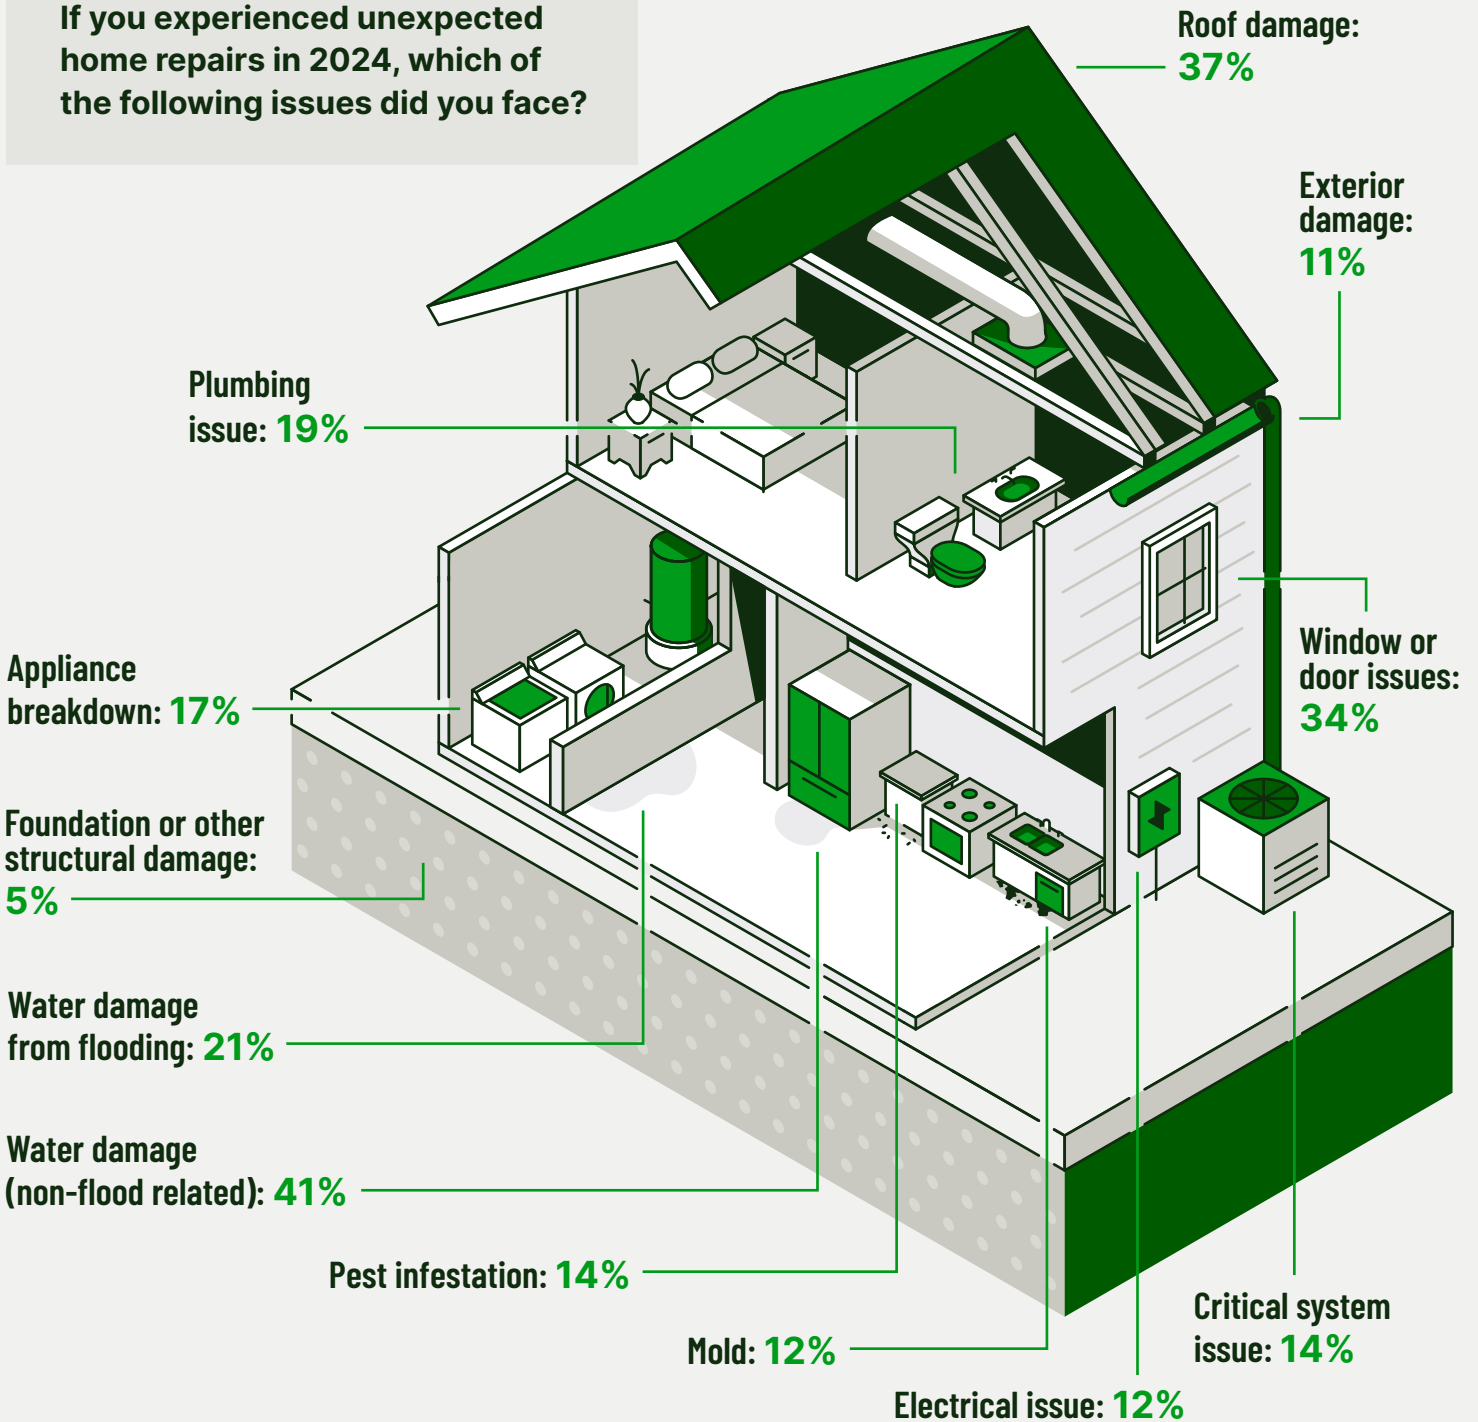 If you experienced unexpected
home repairs in 2024, which of
the following issues did you face?
Roof damage:
37%
Exterior
damage:
11%
Plumbing
issue: 19%
Window or
door issues:
34%
Appliance
breakdown: 17%
Foundation or other
structural damage:
5%
Water damage
from flooding: 21%
Water damage
(non-flood related): 41%
Pest infestation: 14%
Mold: 12%
Critical system
issue: 14%
Electrical issue: 12%